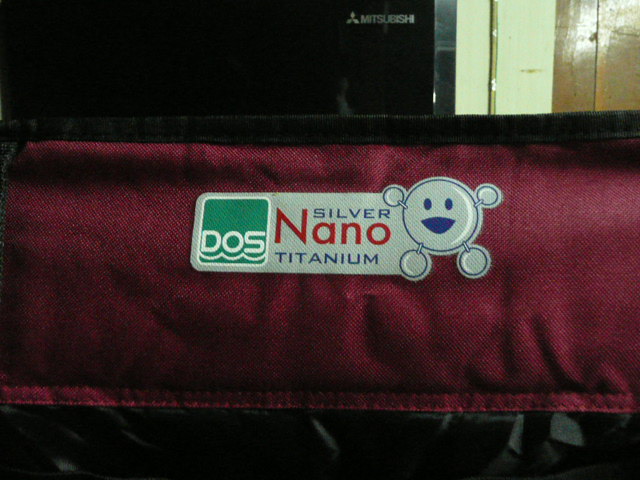 MITSUBISHI
DOS
SILVER
Nano
TITANIUM